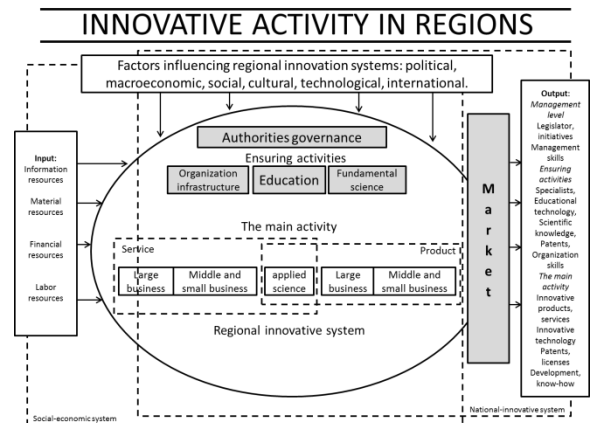 INNOVATIVE ACTIVITY IN REGIONS
Factors influencing regional innovation systems: political,
macroeconomic, social, cultural, technological, international.
Input:
Information
resources
Material
resources
Financial
resources
Labor
resources
Authorities governance
Ensuring activities
Organization
infrastructure
Education
Fundamental
science
The main activity
Service
Product
Large
business
Middle and
small business
applied
science
Large
business
Middle and
small business
Regional innovative system
Market
Output:
Management
level
Legislator,
initiatives
Management
skills
Ensuring
activities
Specialists,
Educational
technology,
Scientific
knowledge,
Patents,
Organization
skills
The main
activity
Innovative
products,
services
Innovative
technology
Patents,
licenses
Development,
know-how
Social-economic system
National-innovative system